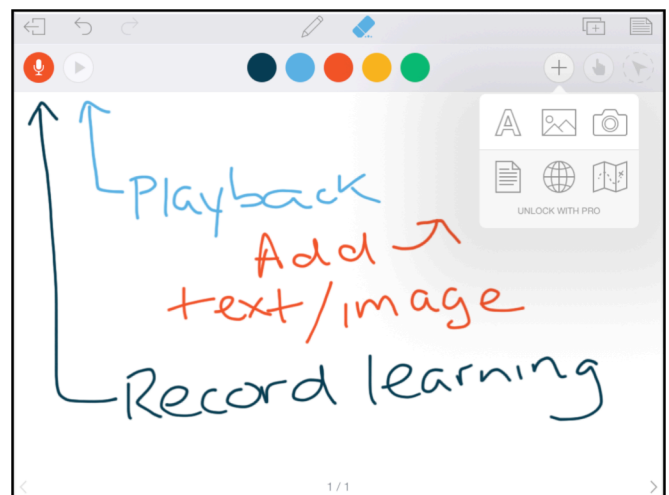 A
UNLOCK WITH PRO
Playback
Add
text/image
Record learning
1 / 1